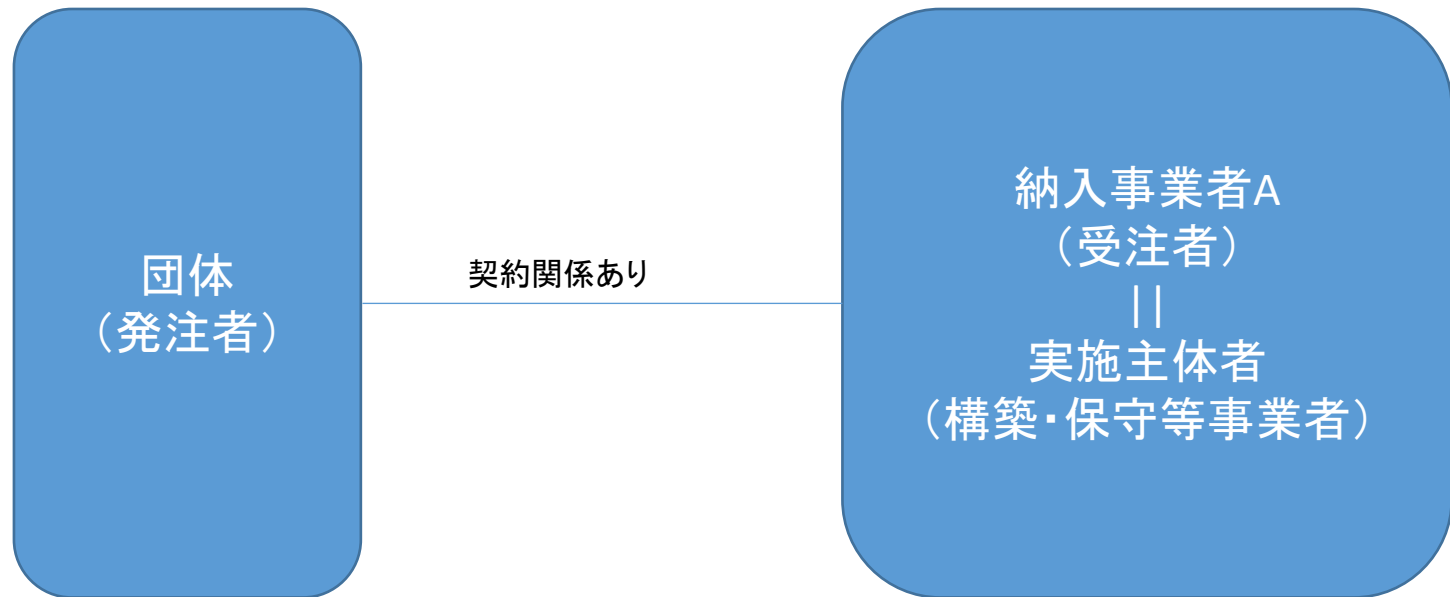 団体
（発注者）
契約関係あり
納入事業者A
（受注者）
||
実施主体者
（構築・保守等事業者）